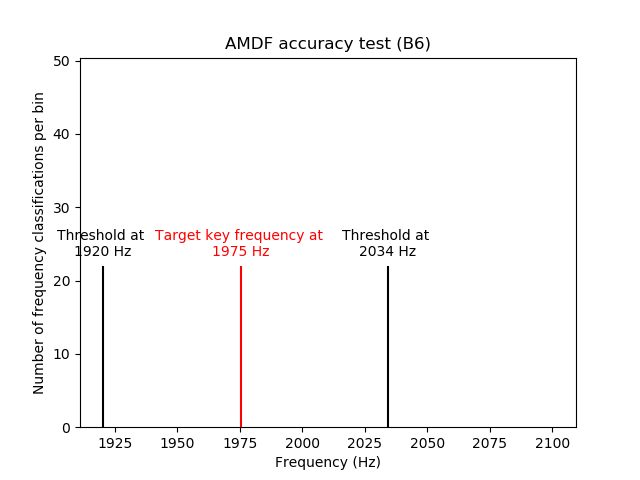 AMDF accuracy test (B6)
Number of frequency classifications per bin
50
40
30
20
10
0
Threshold at
1920 Hz
Target key frequency at
1975 Hz
Threshold at
2034 Hz
1925 1950 1975 2000 2025 2050 2075 2100
Frequency (Hz)